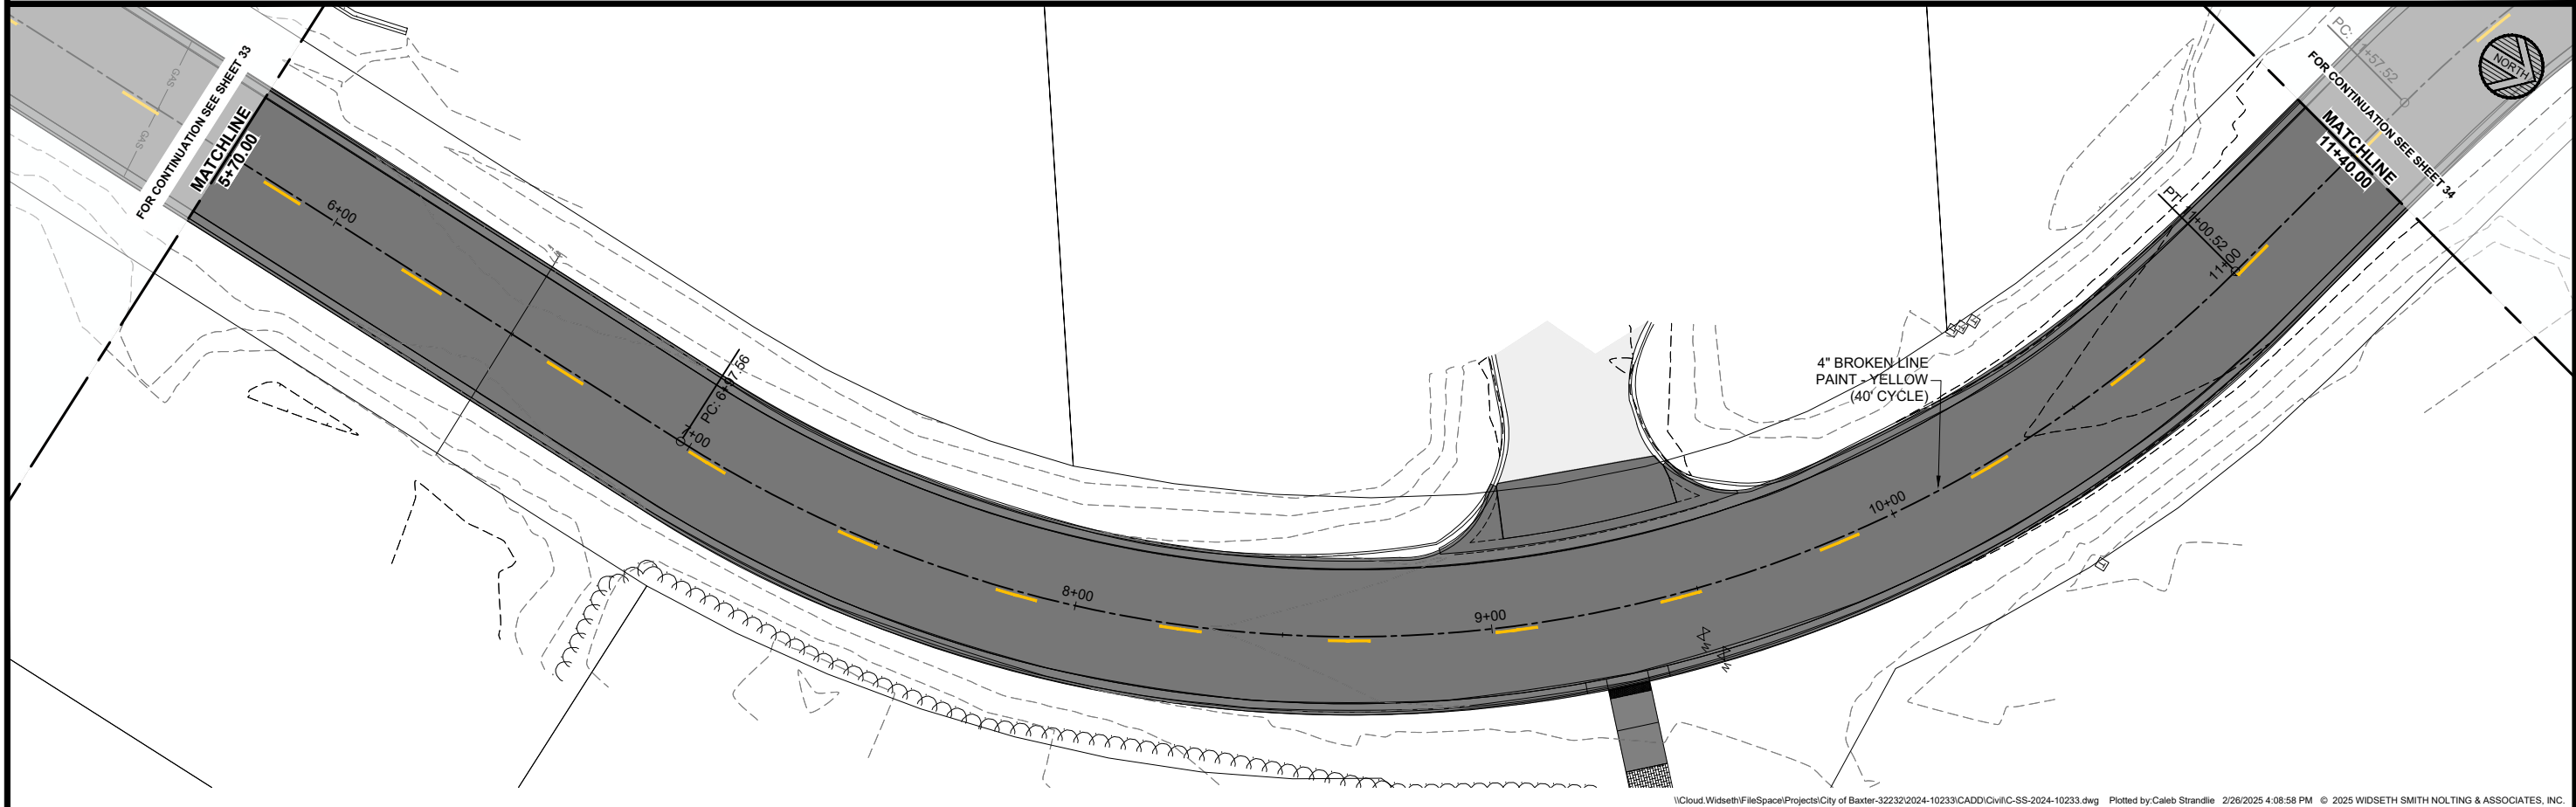 FOR CONTINUATION SEE SHEET 33
MATCHLINE
5+70.00
GAS
GAS
6+00
PC: 6+97.56
7+00
8+00
9+00
10+00
4" BROKEN LINE
PAINT - YELLOW
(40' CYCLE)
PT: 11+00.52
11+00
MATCHLINE
11+40.00
FOR CONTINUATION SEE SHEET 34
NORTH
\\Cloud.Widseth\FileSpace\Projects\City of Baxter-32232\2024-10233\CADD\Civil\C-SS-2024-10233.dwg Plotted by:Caleb Strandlie 2/26/2025 4:08:58 PM © 2025 WIDSETH SMITH NOLTING & ASSOCIATES, INC.